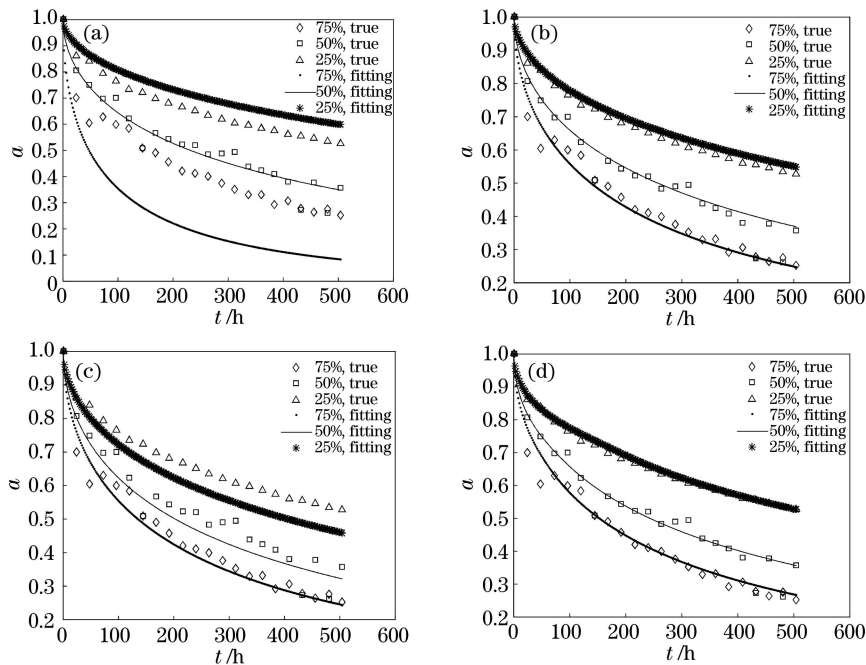 (a)
75%, true
50%, true
25%, true
75%, fitting
50%, fitting
25%, fitting
1.0
0.9
0.8
0.7
0.6
0.5
0.4
0.3
0.2
0.1
0
a
0 100 200 300 400 500 600
t /h
(b)
75%, true
50%, true
25%, true
75%, fitting
50%, fitting
25%, fitting
1.0
0.9
0.8
0.7
0.6
0.5
0.4
0.3
0.2
a
0 100 200 300 400 500 600
t /h
(c)
75%, true
50%, true
25%, true
75%, fitting
50%, fitting
25%, fitting
1.0
0.9
0.8
0.7
0.6
0.5
0.4
0.3
0.2
a
0 100 200 300 400 500 600
t /h
(d)
75%, true
50%, true
25%, true
75%, fitting
50%, fitting
25%, fitting
1.0
0.9
0.8
0.7
0.6
0.5
0.4
0.3
0.2
a
0 100 200 300 400 500 600
t /h